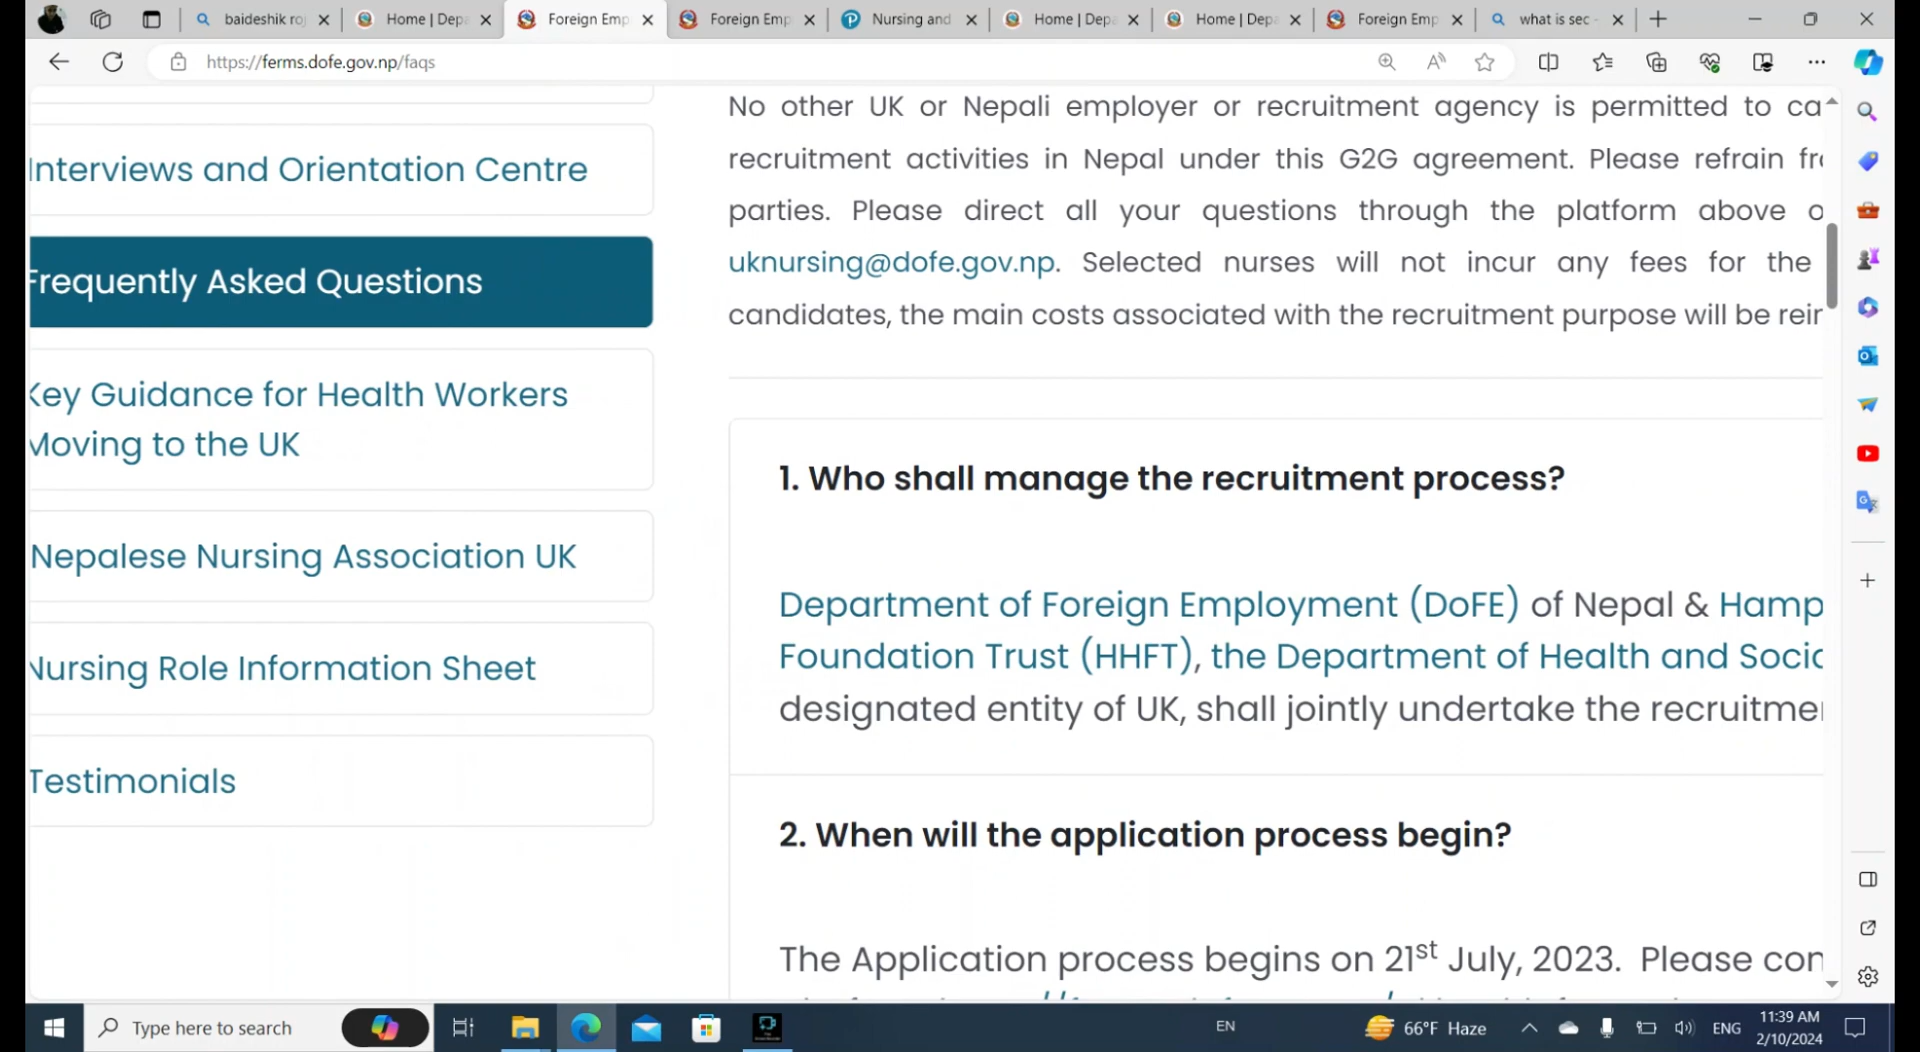 baideshik roj
Home | Depa
Foreign Emp
Foreign Emp
Nursing and
Home | Depa
Home | Depa
Foreign Emp
what is sec -
https://ferms.dofe.gov.np/faqs
Interviews and Orientation Centre
Frequently Asked Questions
Key Guidance for Health Workers
Moving to the UK
Nepalese Nursing Association UK
Nursing Role Information Sheet
Testimonials
No other UK or Nepali employer or recruitment agency is permitted to ca
recruitment activities in Nepal under this G2G agreement. Please refrain fr
parties. Please direct all your questions through the platform above o
uknursing@dofe.gov.np. Selected nurses will not incur any fees for the
candidates, the main costs associated with the recruitment purpose will be rei
1. Who shall manage the recruitment process?
Department of Foreign Employment (DoFE) of Nepal & Hamp
Foundation Trust (HHFT), the Department of Health and Socia
designated entity of UK, shall jointly undertake the recruitme
2. When will the application process begin?
The Application process begins on 21st July, 2023. Please con
Type here to search
EN
66°F Haze
ENG
11:39 AM
2/10/2024